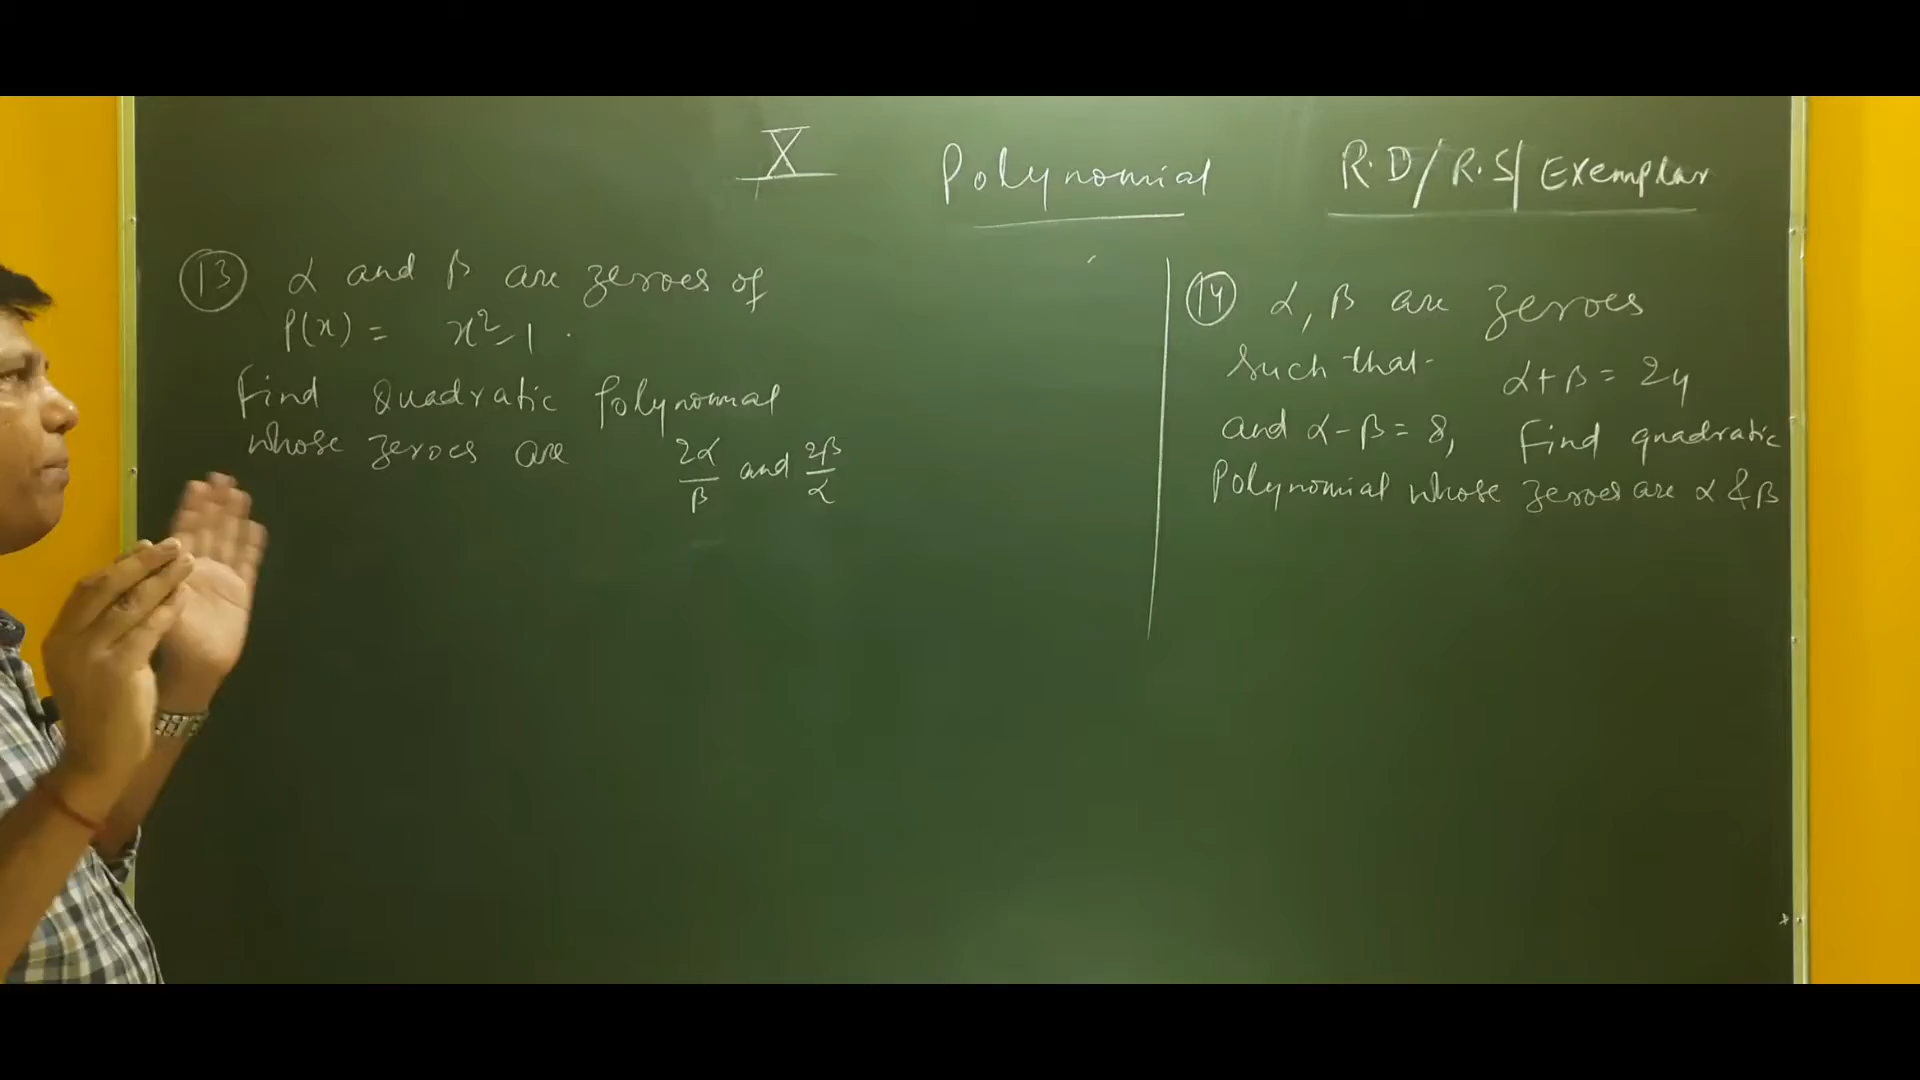 X Polynomial R.D/R.S/Exemplar
13 α and β are zeroes of
P(x) = x²-1.
Find Quadratic Polynomial
whose zeroes are 2α/β and 2β/α
14 α, β are zeroes
such that α+β = 24
and α-β = 8, Find quadratic
Polynomial whose zeroes are α & β